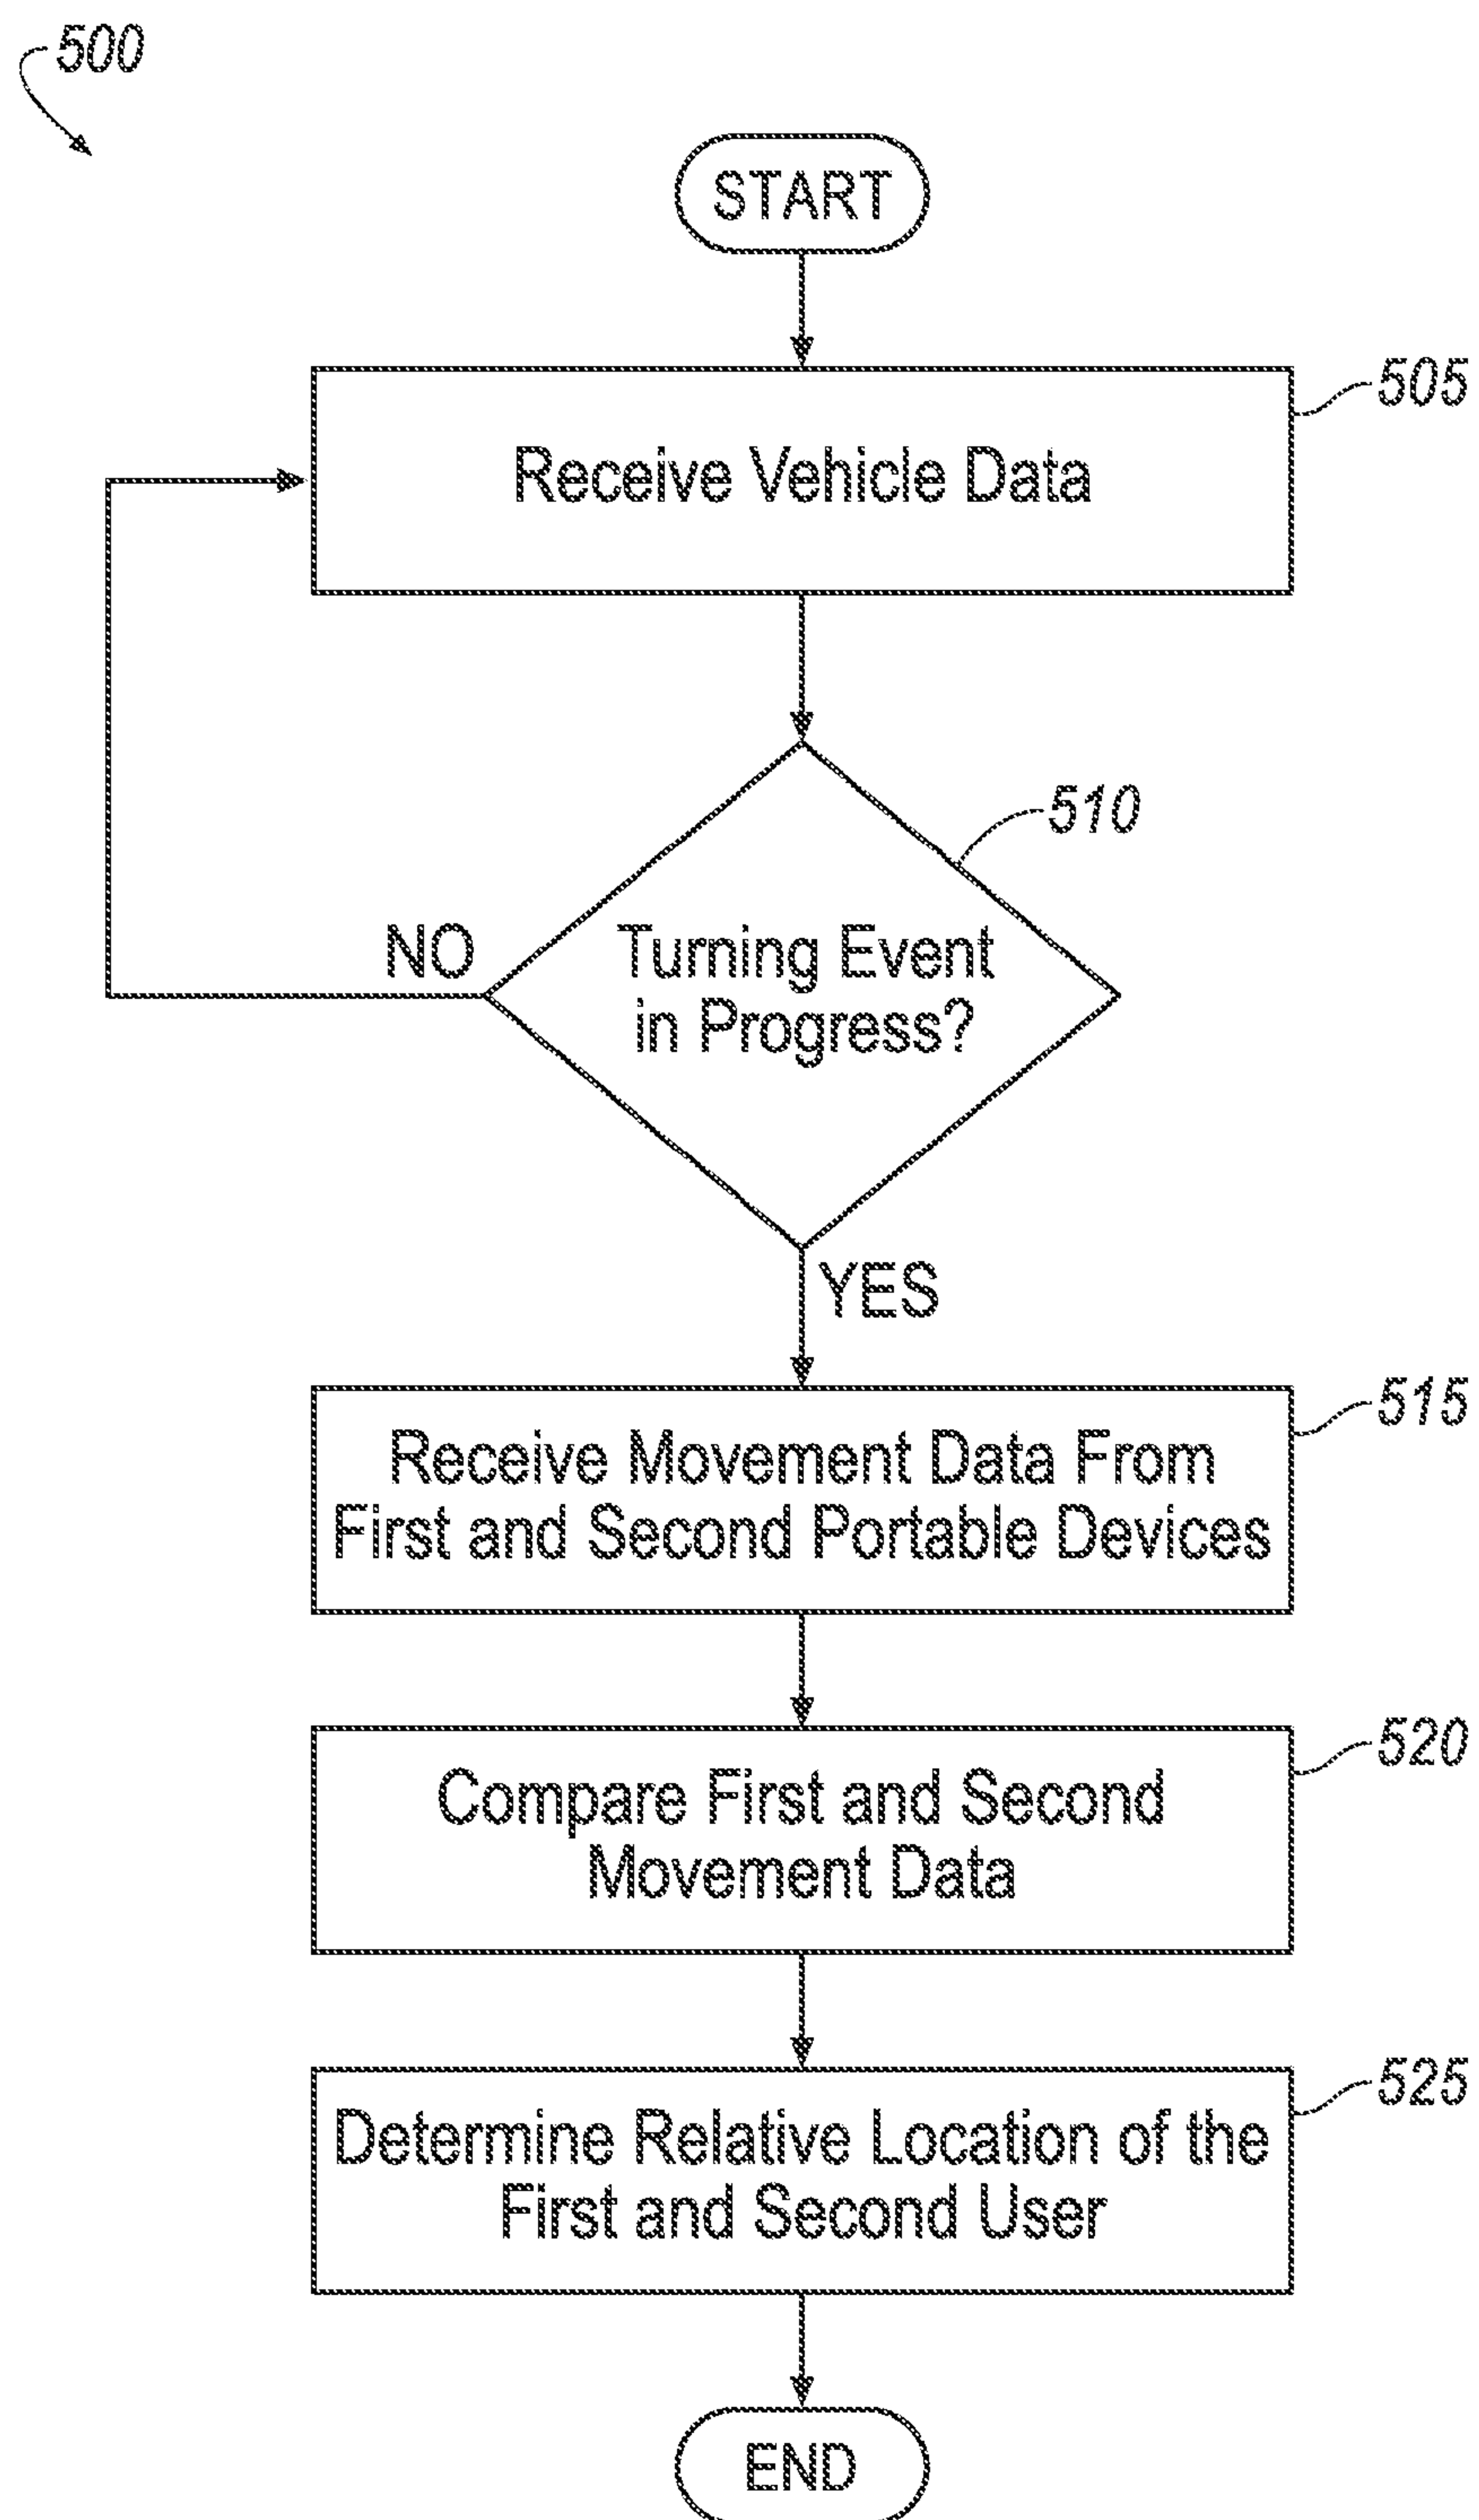 500
START
505
Receive Vehicle Data
510
NO
Turning Event
in Progress?
YES
515
Receive Movement Data From
First and Second Portable Devices
520
Compare First and Second
Movement Data
525
Determine Relative Location of the
First and Second User
END